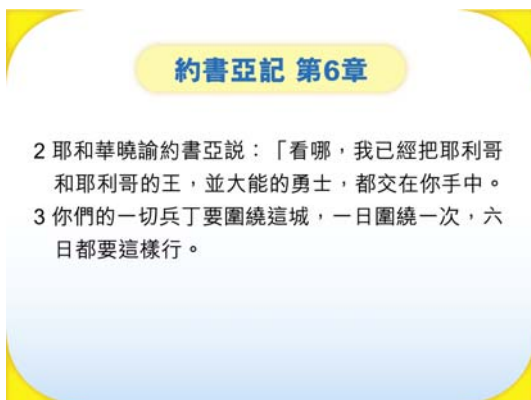 約書亞記 第6章
2 耶和華曉諭約書亞説：「看哪，我已經把耶利哥
和耶利哥的王，並大能的勇士，都交在你手中。
3 你們的一切兵丁要圍繞這城，一日圍繞一次，六
日都要這樣行。